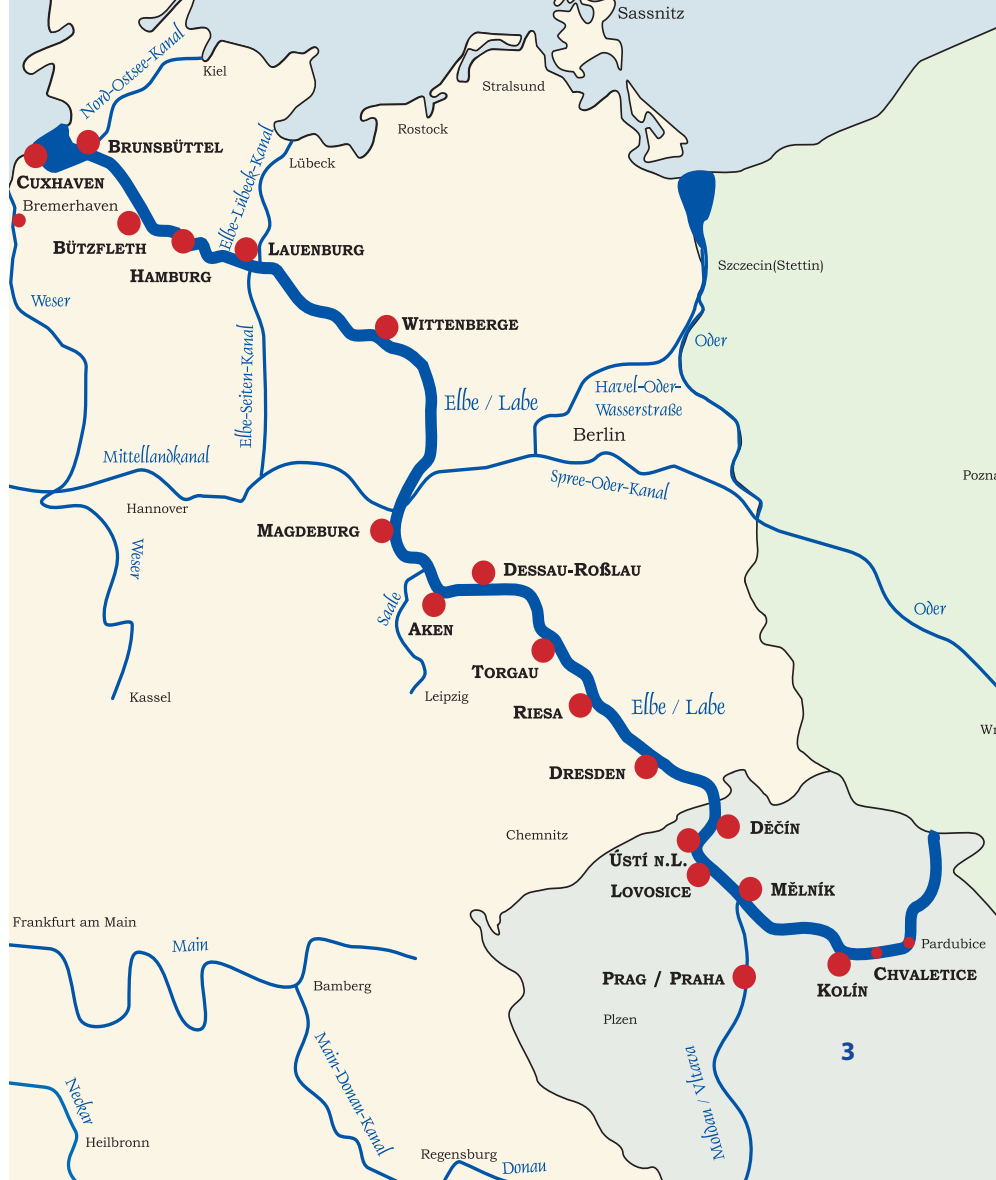 Sassnitz
Kiel
Nord-Ostsee-Kanal
Stralsund
Rostock
BRUNSBÜTTEL
Lübeck
CUXHAVEN
Elbe-Lübeck-Kanal
Bremerhaven
BÜTZFLETH
LAUENBURG
HAMBURG
Szczecin(Stettin)
Weser
WITTENBERGE
Oder
Elbe-Seiten-Kanal
Havel-Oder-
Wasserstraße
Elbe / Labe
Berlin
Mittellandkanal
Pozna
Spree-Oder-Kanal
Hannover
MAGDEBURG
Weser
DESSAU-ROßLAU
Saale
Oder
AKEN
TORGAU
Kassel
Leipzig
RIESA
Elbe / Labe
Wr
DRESDEN
Chemnitz
DĚČÍN
ÚSTÍ N.L.
LOVOSICE
MĚLNÍK
Frankfurt am Main
Main
Pardubice
CHVALETICE
PRAG / PRAHA
KOLÍN
Bamberg
Plzen
3
Main-Donau-Kanal
Moldau / Vltava
Neckar
Heilbronn
Regensburg
Donau